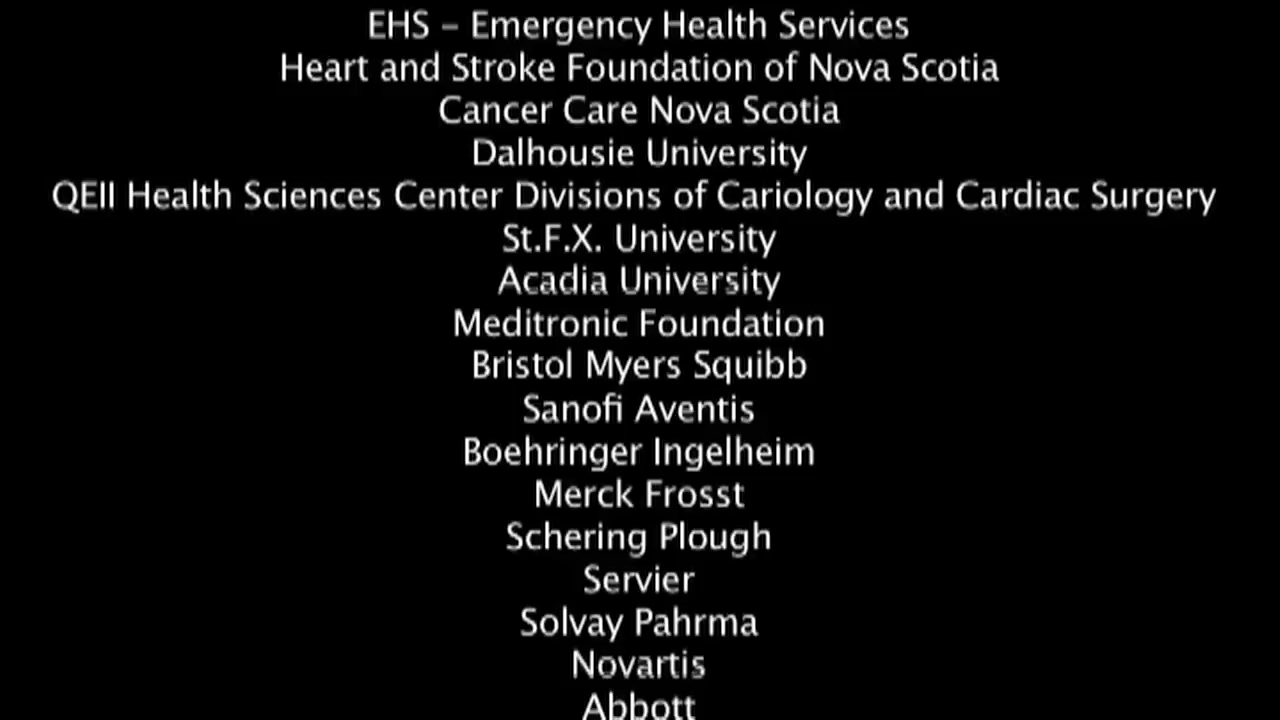 EHS – Emergency Health Services
Heart and Stroke Foundation of Nova Scotia
Cancer Care Nova Scotia
Dalhousie University
QEII Health Sciences Center Divisions of Cariology and Cardiac Surgery
St.F.X. University
Acadia University
Meditronic Foundation
Bristol Myers Squibb
Sanofi Aventis
Boehringer Ingelheim
Merck Frosst
Schering Plough
Servier
Solvay Pahrma
Novartis
Abbott